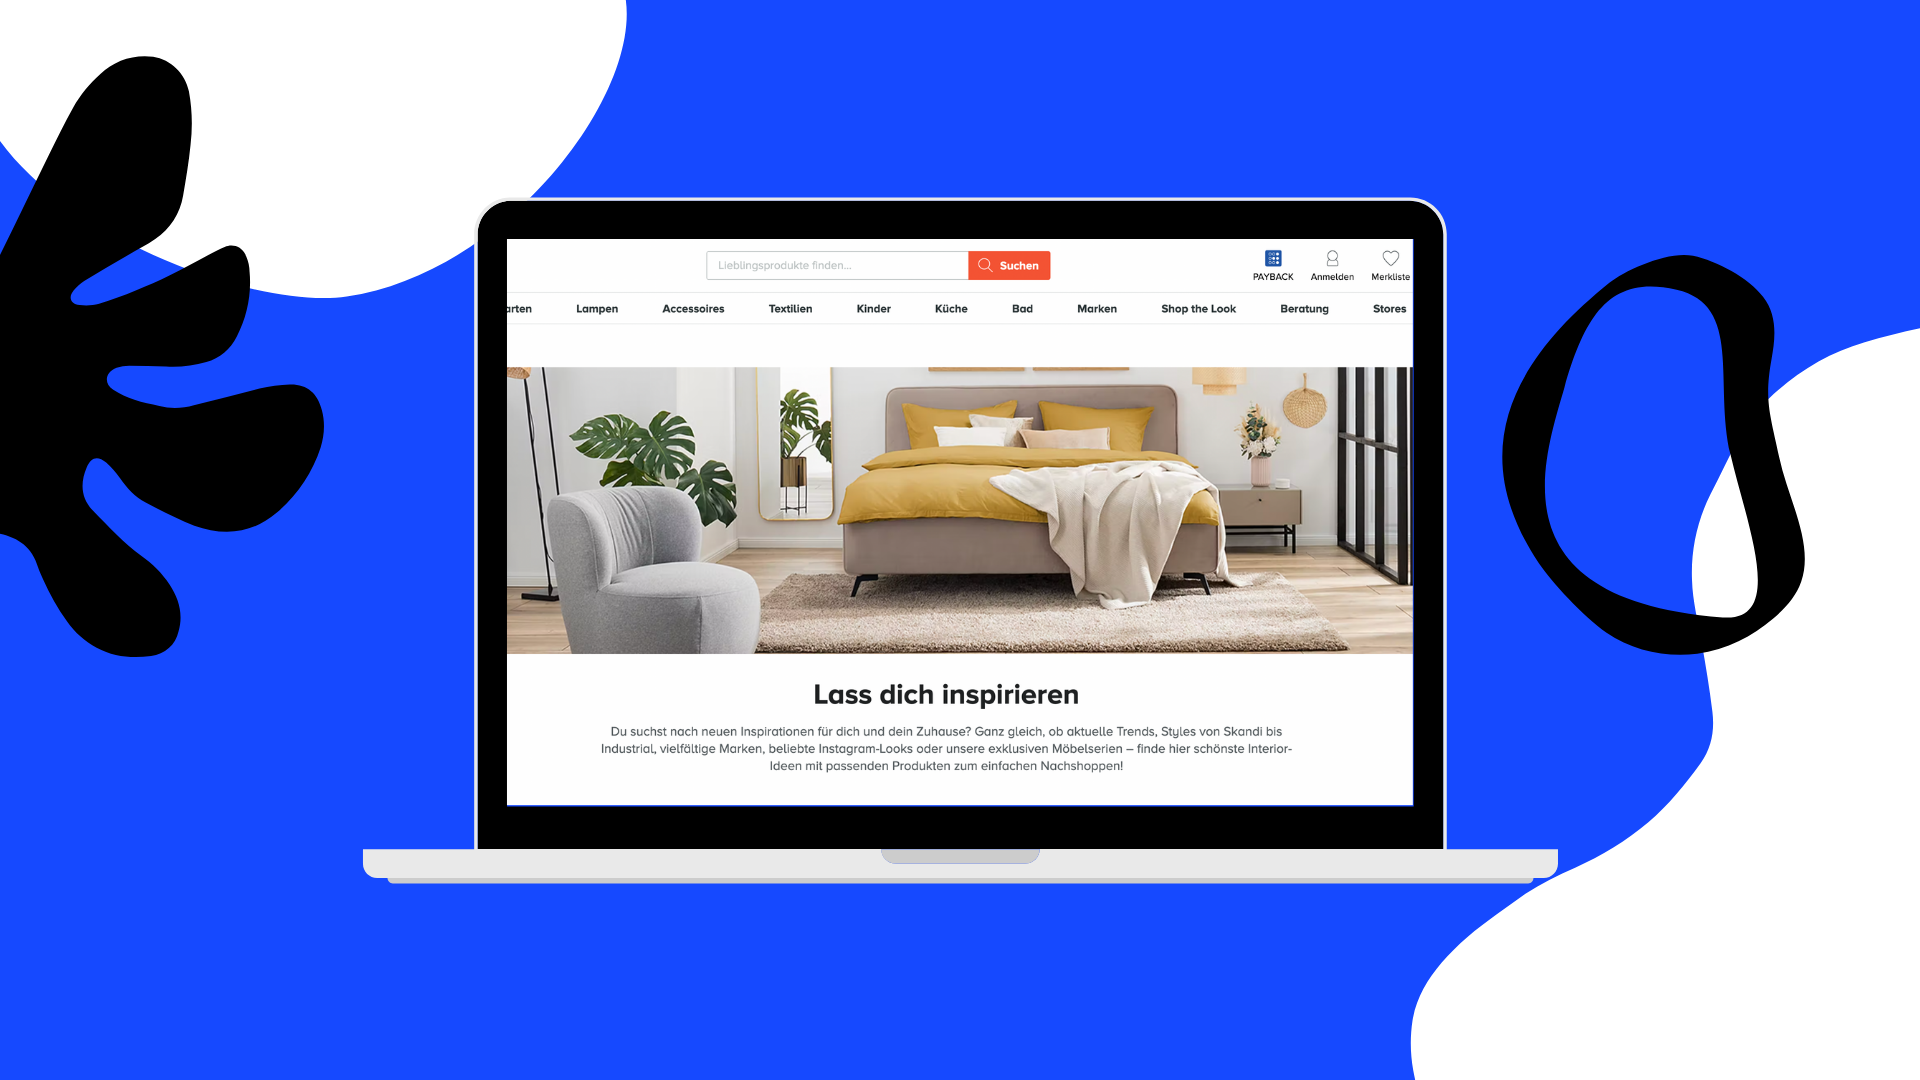 Lieblingsprodukte finden...
Suchen
PAYBACK
Anmelden
Merkliste
arten
Lampen
Accessoires
Textilien
Kinder
Küche
Bad
Marken
Shop the Look
Beratung
Stores
Lass dich inspirieren
Du suchst nach neuen Inspirationen für dich und dein Zuhause? Ganz gleich, ob aktuelle Trends, Styles von Skandi bis
Industrial, vielfältige Marken, beliebte Instagram-Looks oder unsere exklusiven Möbelserien – finde hier schönste Interior-
Ideen mit passenden Produkten zum einfachen Nachshoppen!